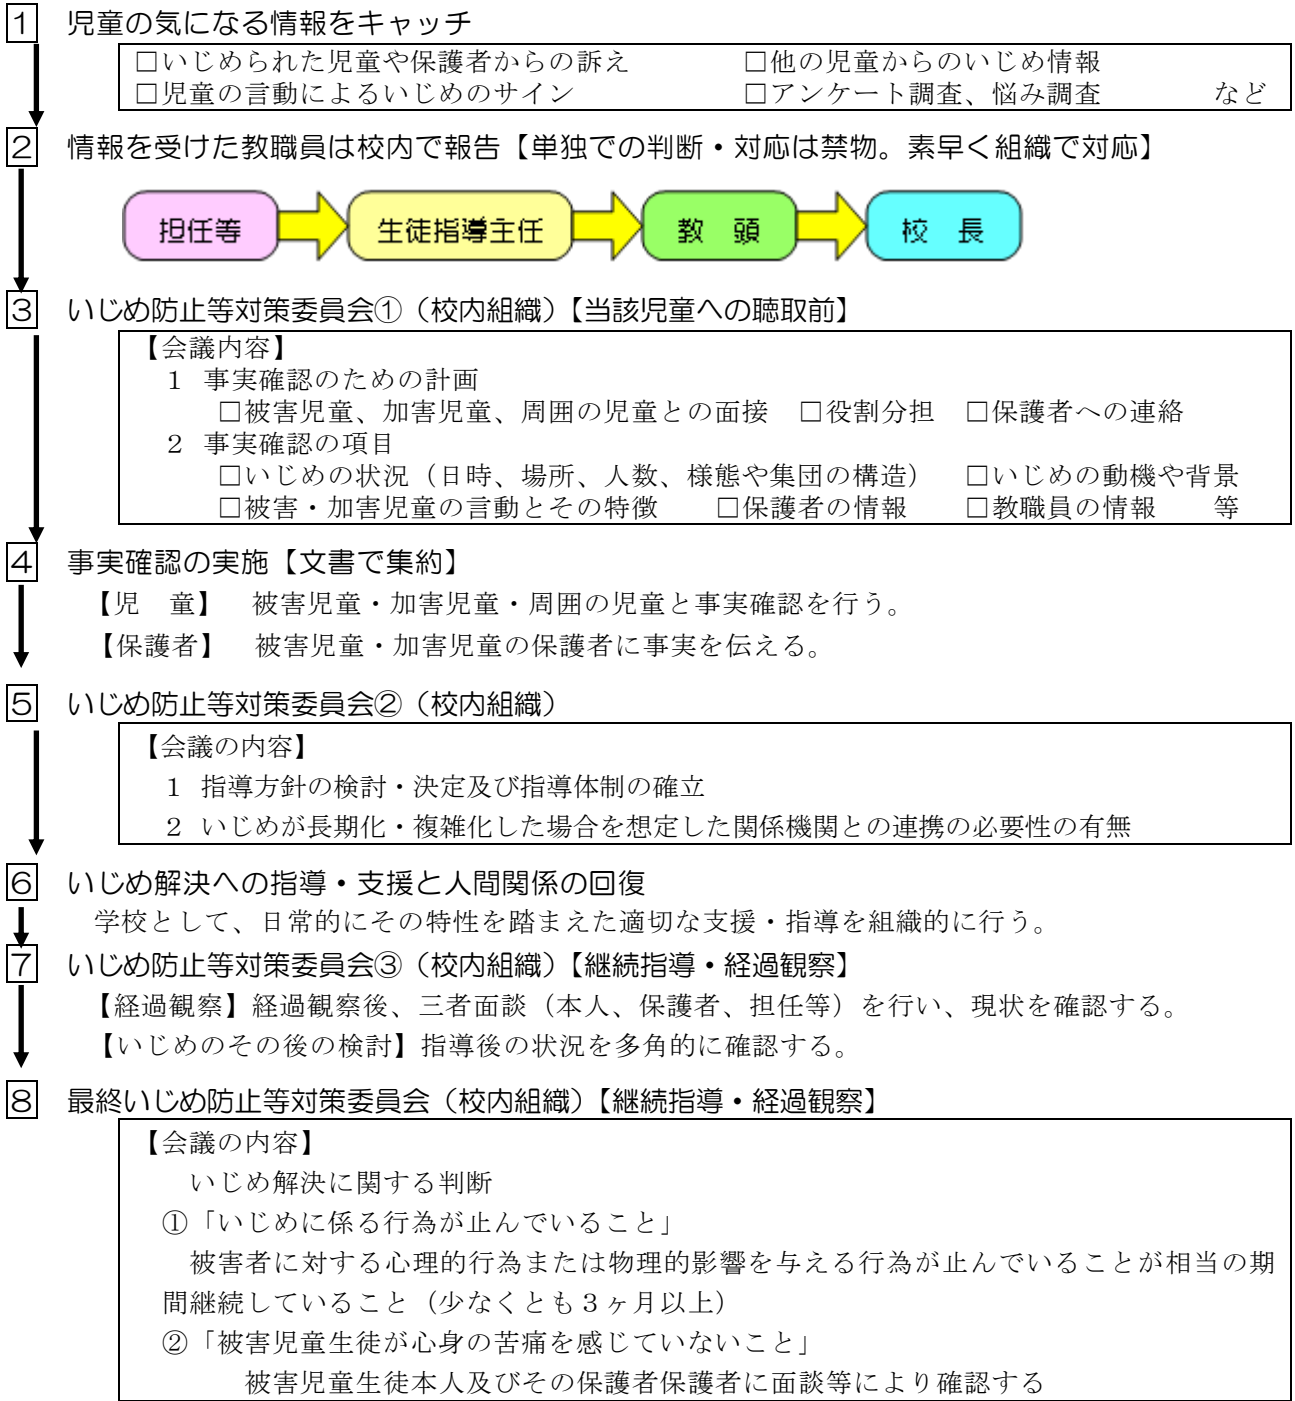 1 児童の気になる情報をキャッチ
□いじめられた児童や保護者からの訴え □他の児童からのいじめ情報
□児童の言動によるいじめのサイン □アンケート調査、悩み調査 など
2 情報を受けた教職員は校内で報告【単独での判断・対応は禁物。素早く組織で対応】
担任等 生徒指導主任 教 頭 校 長
3 いじめ防止等対策委員会①（校内組織）【当該児童への聴取前】
【会議内容】
１ 事実確認のための計画
□被害児童、加害児童、周囲の児童との面接 □役割分担 □保護者への連絡
２ 事実確認の項目
□いじめの状況（日時、場所、人数、様態や集団の構造） □いじめの動機や背景
□被害・加害児童の言動とその特徴 □保護者の情報 □教職員の情報 等
4 事実確認の実施【文書で集約】
【児 童】 被害児童・加害児童・周囲の児童と事実確認を行う。
【保護者】 被害児童・加害児童の保護者に事実を伝える。
5 いじめ防止等対策委員会②（校内組織）
【会議の内容】
１ 指導方針の検討・決定及び指導体制の確立
２ いじめが長期化・複雑化した場合を想定した関係機関との連携の必要性の有無
6 いじめ解決への指導・支援と人間関係の回復
学校として、日常的にその特性を踏まえた適切な支援・指導を組織的に行う。
7 いじめ防止等対策委員会③（校内組織）【継続指導・経過観察】
【経過観察】経過観察後、三者面談（本人、保護者、担任等）を行い、現状を確認する。
【いじめのその後の検討】指導後の状況を多角的に確認する。
8 最終いじめ防止等対策委員会（校内組織）【継続指導・経過観察】
【会議の内容】
いじめ解決に関する判断
①「いじめに係る行為が止んでいること」
被害者に対する心理的行為または物理的影響を与える行為が止んでいることが相当の期
間継続していること（少なくとも３ヶ月以上）
②「被害児童生徒が心身の苦痛を感じていないこと」
被害児童生徒本人及びその保護者保護者に面談等により確認する